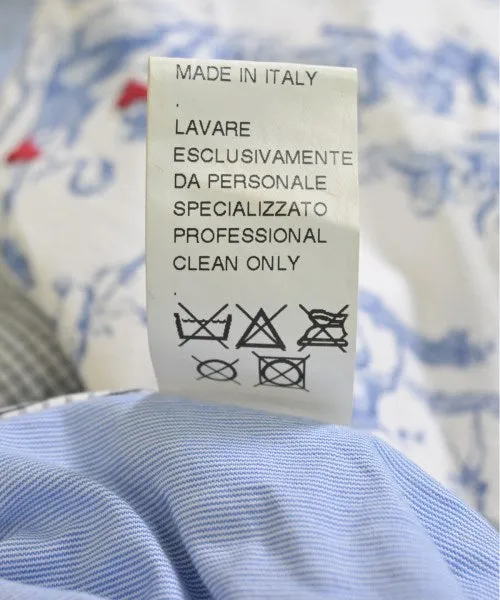 MADE IN ITALY
.
LAVARE
ESCLUSIVAMENTE
DA PERSONALE
SPECIALIZZATO
PROFESSIONAL
CLEAN ONLY
.